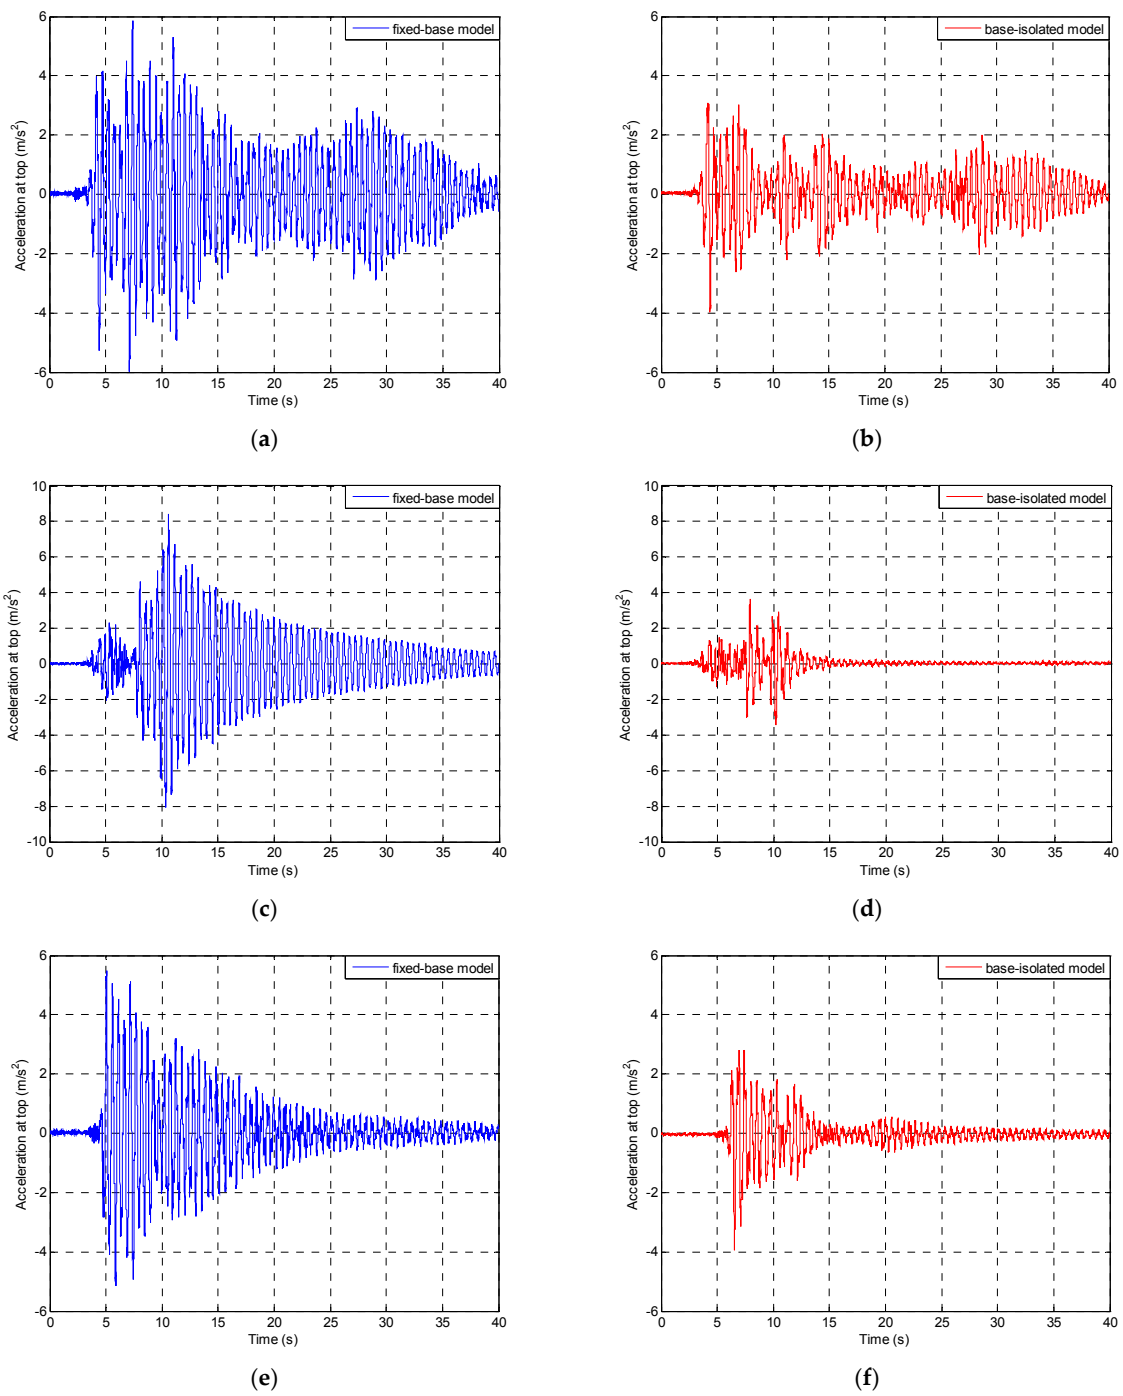 fixed-base model
Acceleration at top (m/s²)
6
4
2
0
-2
-4
-6
0 5 10 15 20 25 30 35 40
Time (s)
(a)
base-isolated model
Acceleration at top (m/s²)
6
4
2
0
-2
-4
-6
0 5 10 15 20 25 30 35 40
Time (s)
(b)
fixed-base model
Acceleration at top (m/s²)
10
8
6
4
2
0
-2
-4
-6
-8
-10
0 5 10 15 20 25 30 35 40
Time (s)
(c)
base-isolated model
Acceleration at top (m/s²)
10
8
6
4
2
0
-2
-4
-6
-8
-10
0 5 10 15 20 25 30 35 40
Time (s)
(d)
fixed-base model
Acceleration at top (m/s²)
6
4
2
0
-2
-4
-6
0 5 10 15 20 25 30 35 40
Time (s)
(e)
base-isolated model
Acceleration at top (m/s²)
6
4
2
0
-2
-4
-6
0 5 10 15 20 25 30 35 40
Time (s)
(f)